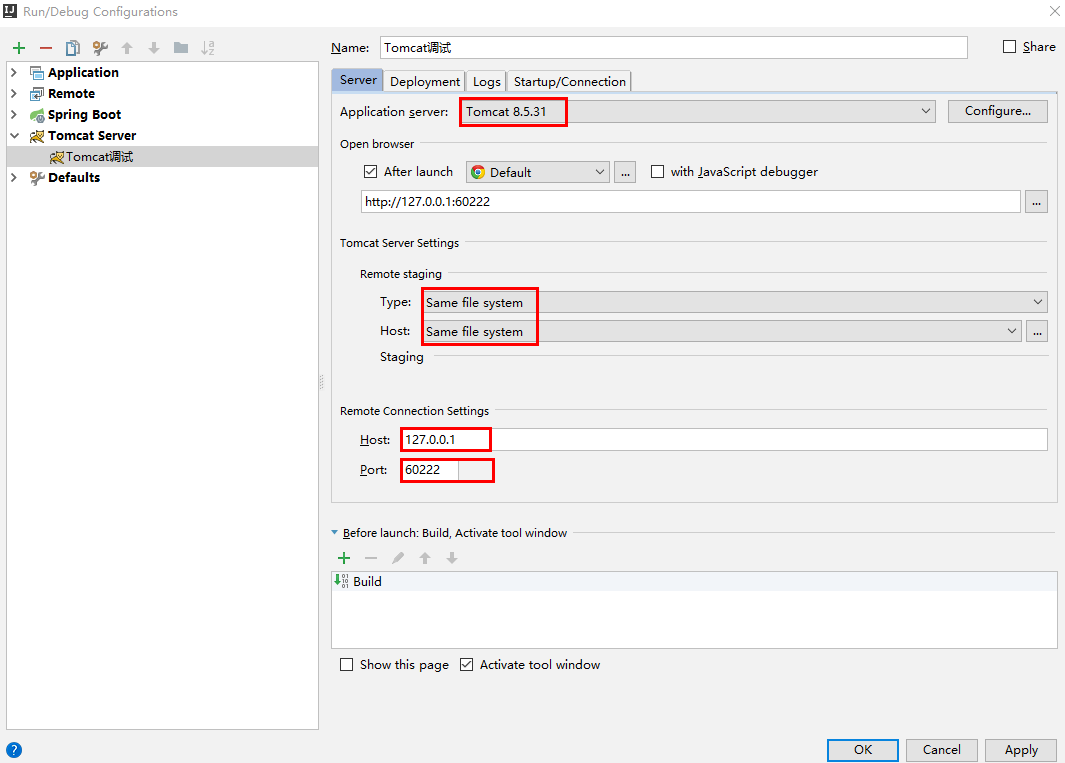 Run/Debug Configurations
Name: Tomcat调试
Share
Application
Remote
Spring Boot
Tomcat Server
Tomcat调试
Defaults
Server Deployment Logs Startup/Connection
Application server: Tomcat 8.5.31 Configure...
Open browser
After launch Default ... with JavaScript debugger
http://127.0.0.1:60222 ...
Tomcat Server Settings
Remote staging
Type: Same file system
Host: Same file system ...
Staging
Remote Connection Settings
Host: 127.0.0.1
Port: 60222
Before launch: Build, Activate tool window
Build
Show this page Activate tool window
? OK Cancel Apply